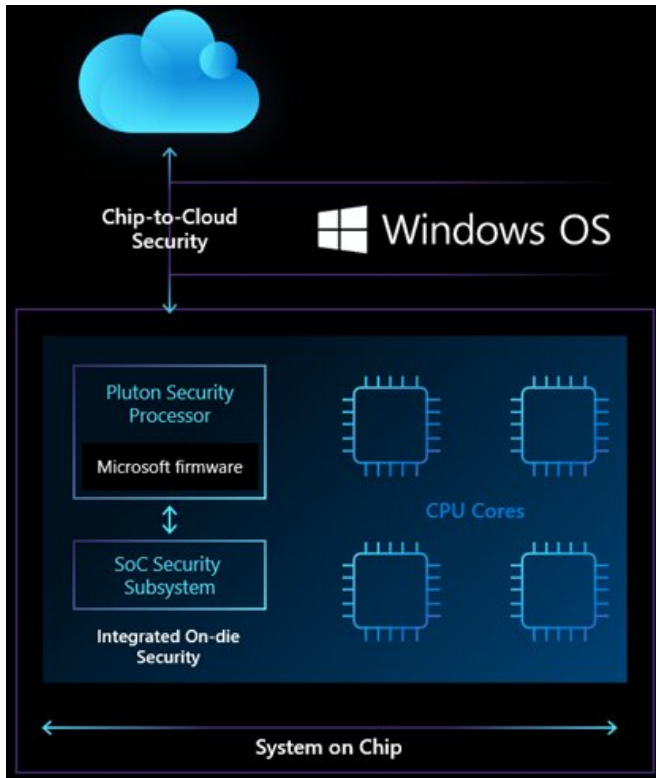 Chip-to-Cloud
Security
Windows OS
Pluton Security
Processor
Microsoft firmware
SoC Security
Subsystem
Integrated On-die
Security
CPU Cores
System on Chip